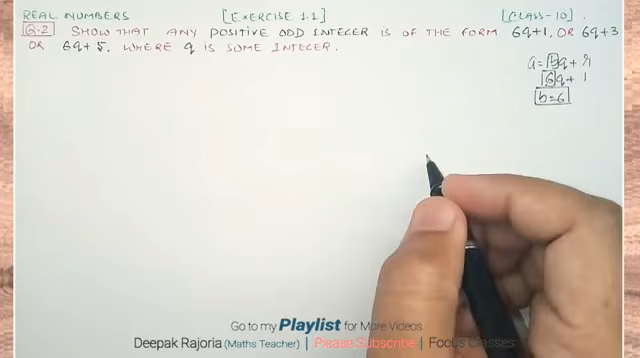 REAL NUMBERS [EXERCISE 1.1] [CLASS-10].
Q.2 SHOW THAT ANY POSITIVE ODD INTEGER IS OF THE FORM 6q+1, OR 6q+3
OR 6q+5. WHERE q IS SOME INTEGER.
a = bq + r
6q + 1
b=6
Go to my Playlist for More Videos
Deepak Rajoria (Maths Teacher) | Please Subscribe | Focus Classes